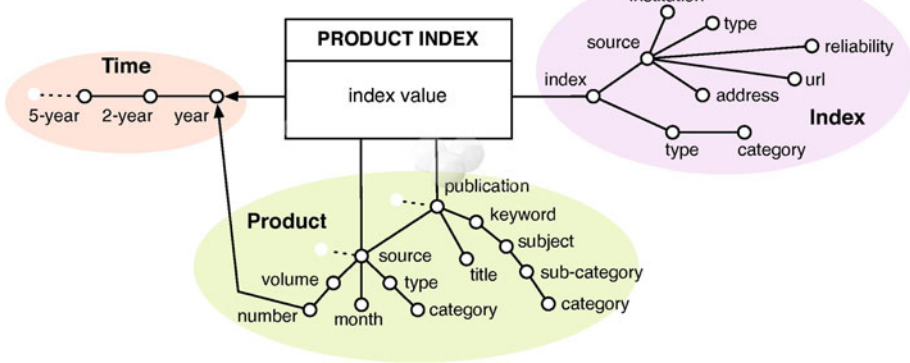 institution
PRODUCT INDEX
type
source
reliability
Time
index value
index
url
address
5-year
2-year
year
Index
type
category
publication
Product
keyword
subject
source
title
sub-category
volume
type
category
number
month
category